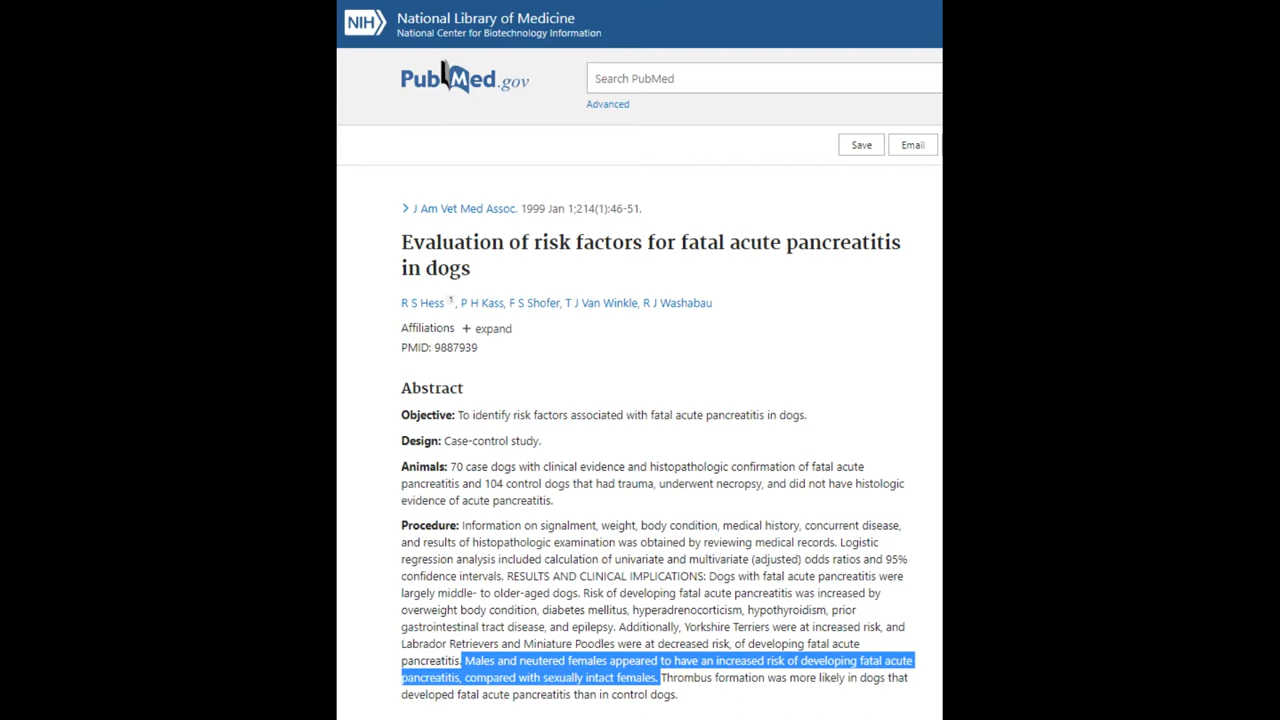 NIH
National Library of Medicine
National Center for Biotechnology Information
PubMed.gov
Search PubMed
Advanced
Save
Email
J Am Vet Med Assoc. 1999 Jan 1;214(1):46-51.
Evaluation of risk factors for fatal acute pancreatitis
in dogs
R S Hess 1, P H Kass, F S Shofer, T J Van Winkle, R J Washabau
Affiliations + expand
PMID: 9887939
Abstract
Objective: To identify risk factors associated with fatal acute pancreatitis in dogs.
Design: Case-control study.
Animals: 70 case dogs with clinical evidence and histopathologic confirmation of fatal acute
pancreatitis and 104 control dogs that had trauma, underwent necropsy, and did not have histologic
evidence of acute pancreatitis.
Procedure: Information on signalment, weight, body condition, medical history, concurrent disease,
and results of histopathologic examination was obtained by reviewing medical records. Logistic
regression analysis included calculation of univariate and multivariate (adjusted) odds ratios and 95%
confidence intervals. RESULTS AND CLINICAL IMPLICATIONS: Dogs with fatal acute pancreatitis were
largely middle- to older-aged dogs. Risk of developing fatal acute pancreatitis was increased by
overweight body condition, diabetes mellitus, hyperadrenocorticism, hypothyroidism, prior
gastrointestinal tract disease, and epilepsy. Additionally, Yorkshire Terriers were at increased risk, and
Labrador Retrievers and Miniature Poodles were at decreased risk, of developing fatal acute
pancreatitis. Males and neutered females appeared to have an increased risk of developing fatal acute
pancreatitis, compared with sexually intact females. Thrombus formation was more likely in dogs that
developed fatal acute pancreatitis than in control dogs.